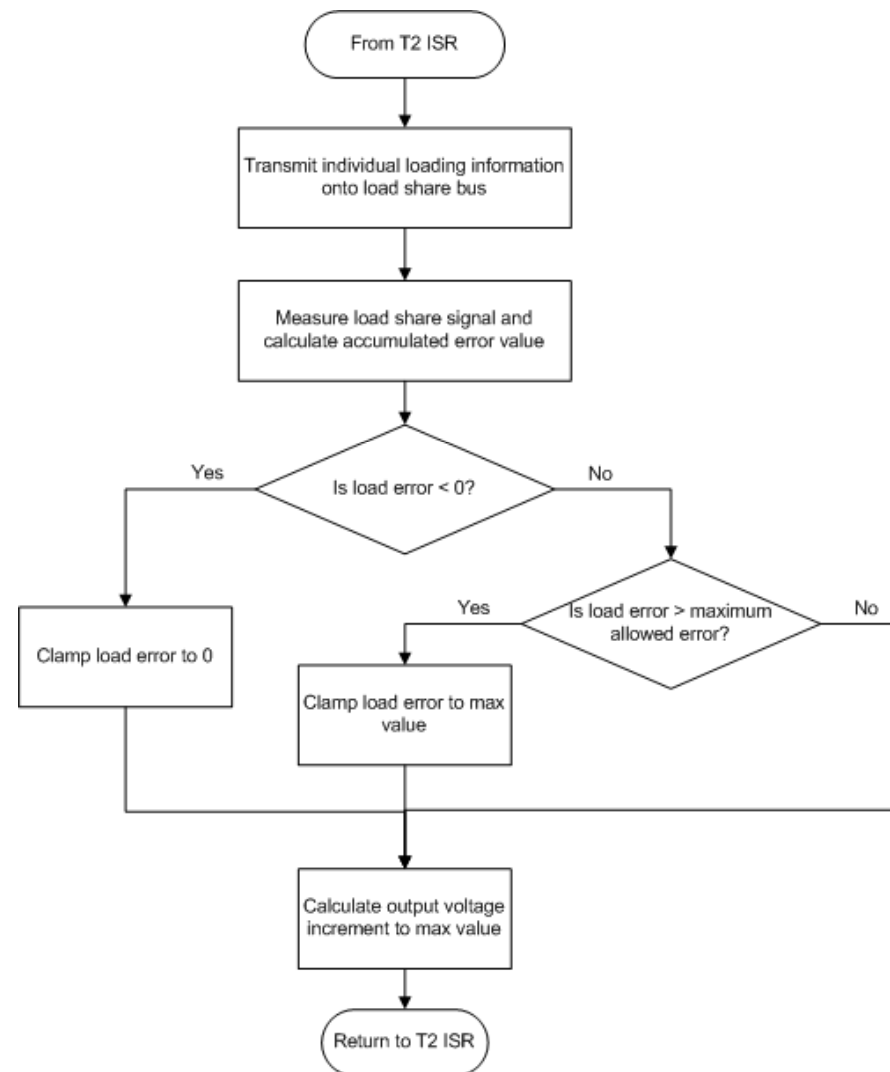 From T2 ISR
Transmit individual loading information
onto load share bus
Measure load share signal and
calculate accumulated error value
Yes
Is load error < 0?
No
Yes
Is load error > maximum
allowed error?
No
Clamp load error to 0
Clamp load error to max
value
Calculate output voltage
increment to max value
Return to T2 ISR